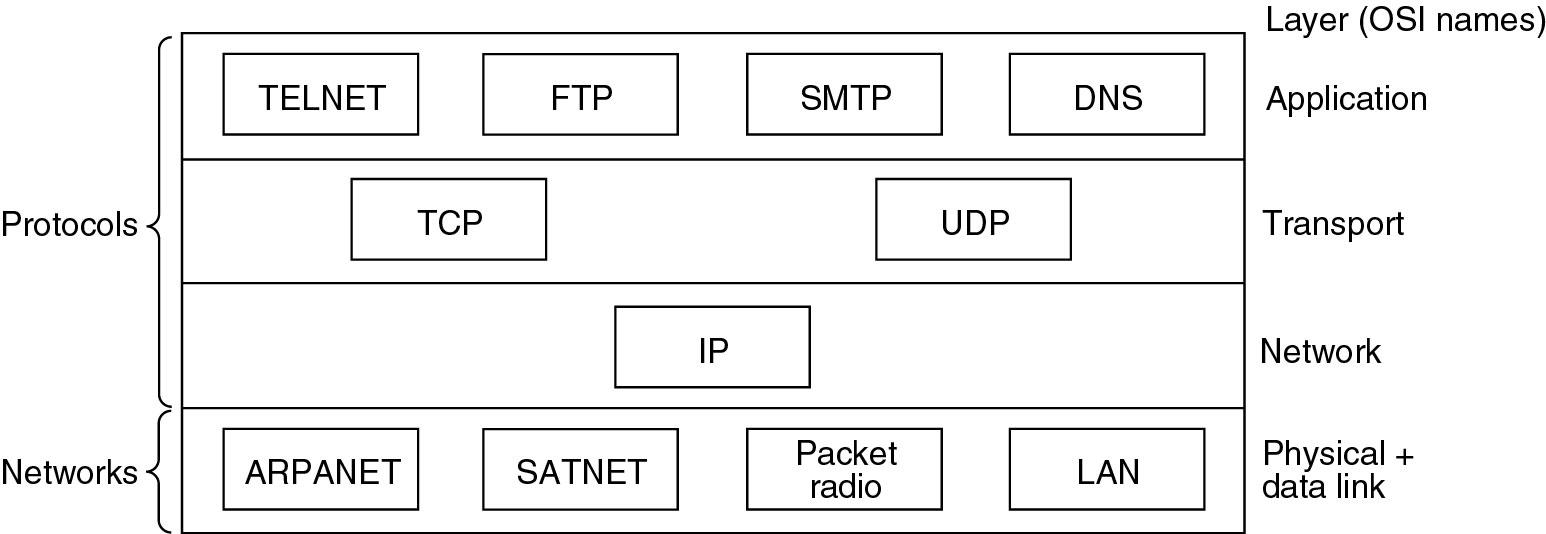 Layer (OSI names)
TELNET FTP SMTP DNS Application
Protocols TCP UDP Transport
IP Network
Networks ARPANET SATNET Packet radio LAN Physical +
data link